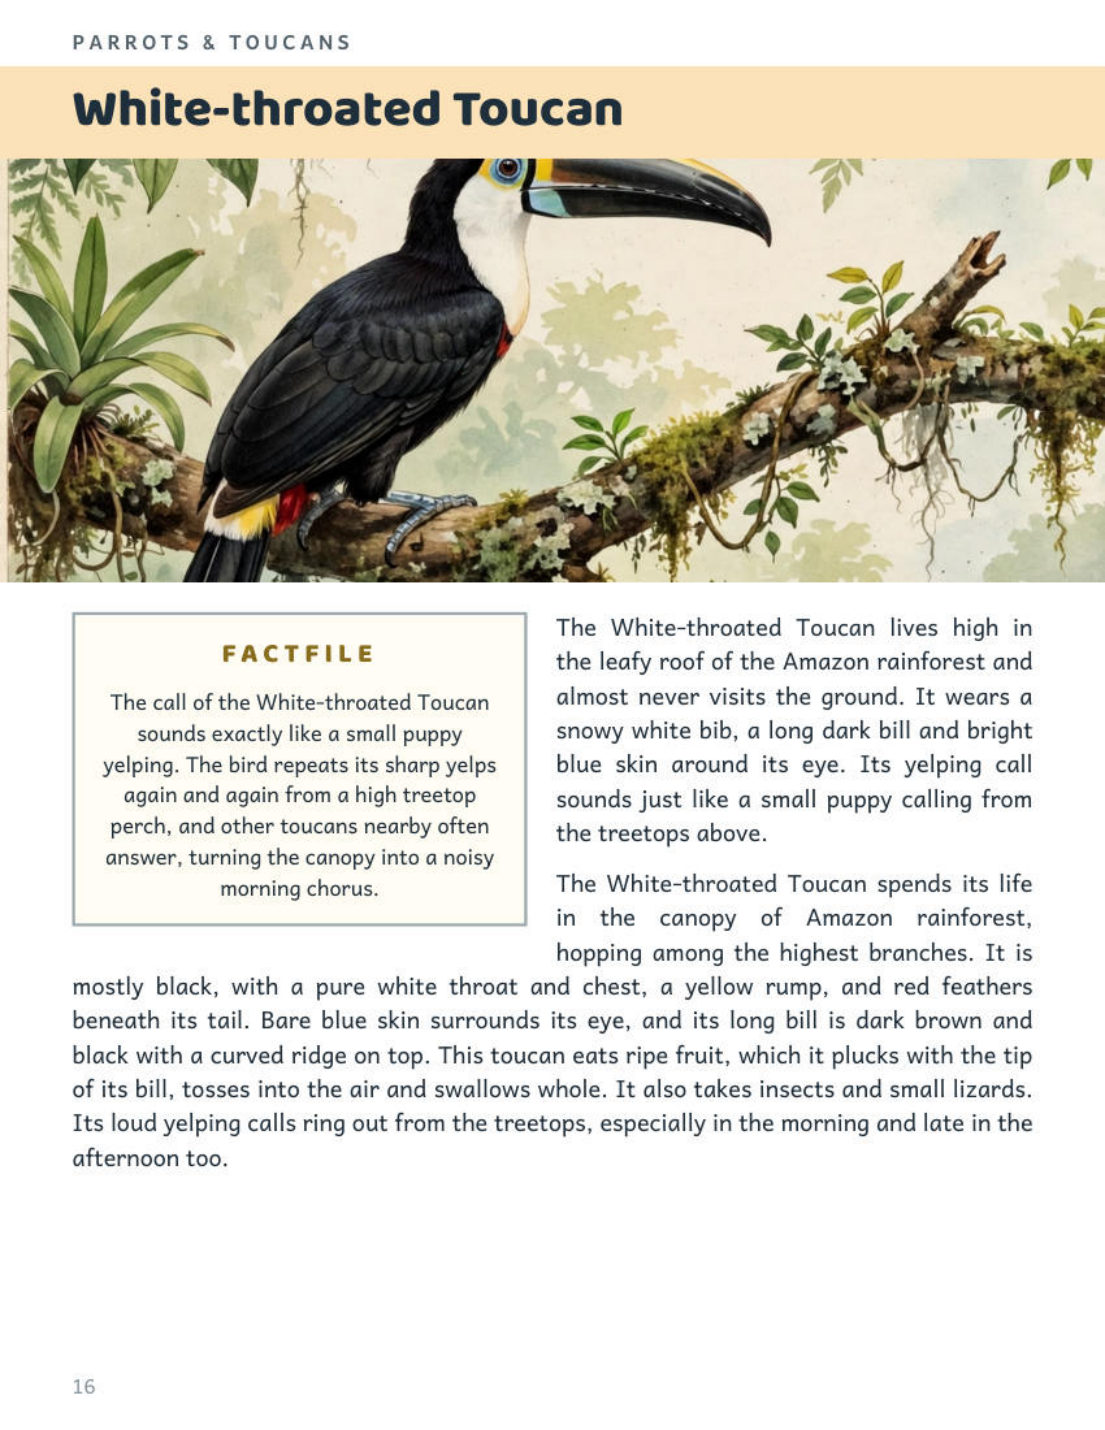 PARROTS & TOUCANS
White-throated Toucan
FACTFILE
The call of the White-throated Toucan
sounds exactly like a small puppy
yelping. The bird repeats its sharp yelps
again and again from a high treetop
perch, and other toucans nearby often
answer, turning the canopy into a noisy
morning chorus.
The White-throated Toucan lives high in
the leafy roof of the Amazon rainforest and
almost never visits the ground. It wears a
snowy white bib, a long dark bill and bright
blue skin around its eye. Its yelping call
sounds just like a small puppy calling from
the treetops above.
The White-throated Toucan spends its life
in the canopy of Amazon rainforest,
hopping among the highest branches. It is
mostly black, with a pure white throat and chest, a yellow rump, and red feathers
beneath its tail. Bare blue skin surrounds its eye, and its long bill is dark brown and
black with a curved ridge on top. This toucan eats ripe fruit, which it plucks with the tip
of its bill, tosses into the air and swallows whole. It also takes insects and small lizards.
Its loud yelping calls ring out from the treetops, especially in the morning and late in the
afternoon too.
16